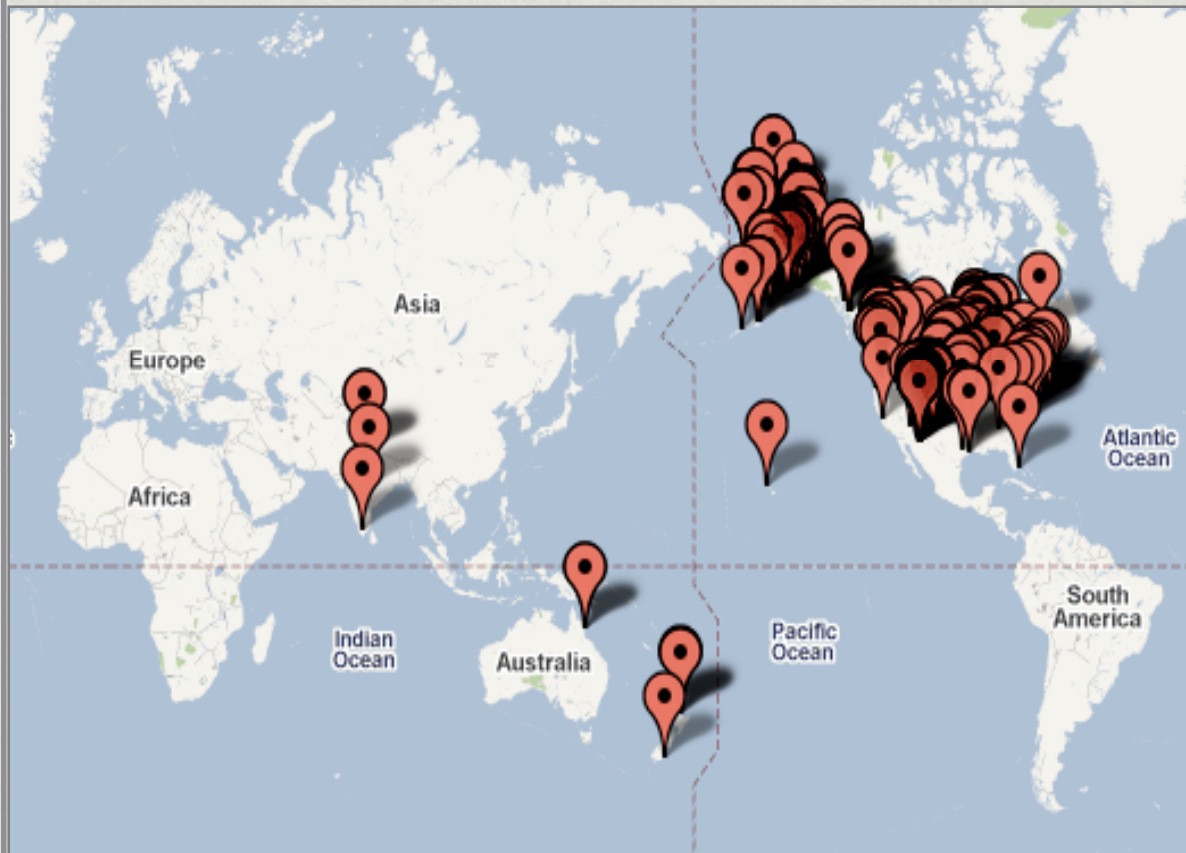 Asia
Europe
Africa
Atlantic
Ocean
Indian
Ocean
Australia
Pacific
Ocean
South
America